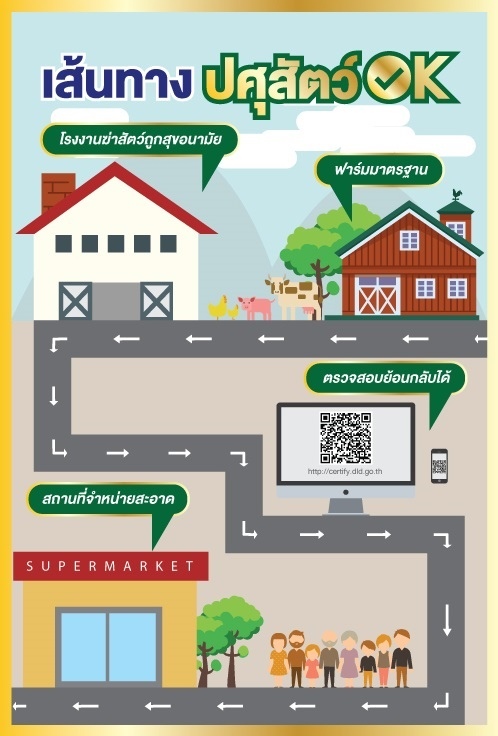 เส้นทาง ปศุสัตว์ OK
โรงงานฆ่าสัตว์ถูกสุขอนามัย
ฟาร์มมาตรฐาน
ตรวจสอบย้อนกลับได้
http://certify.dld.go.th
สถานที่จำหน่ายสะอาด
SUPERMARKET